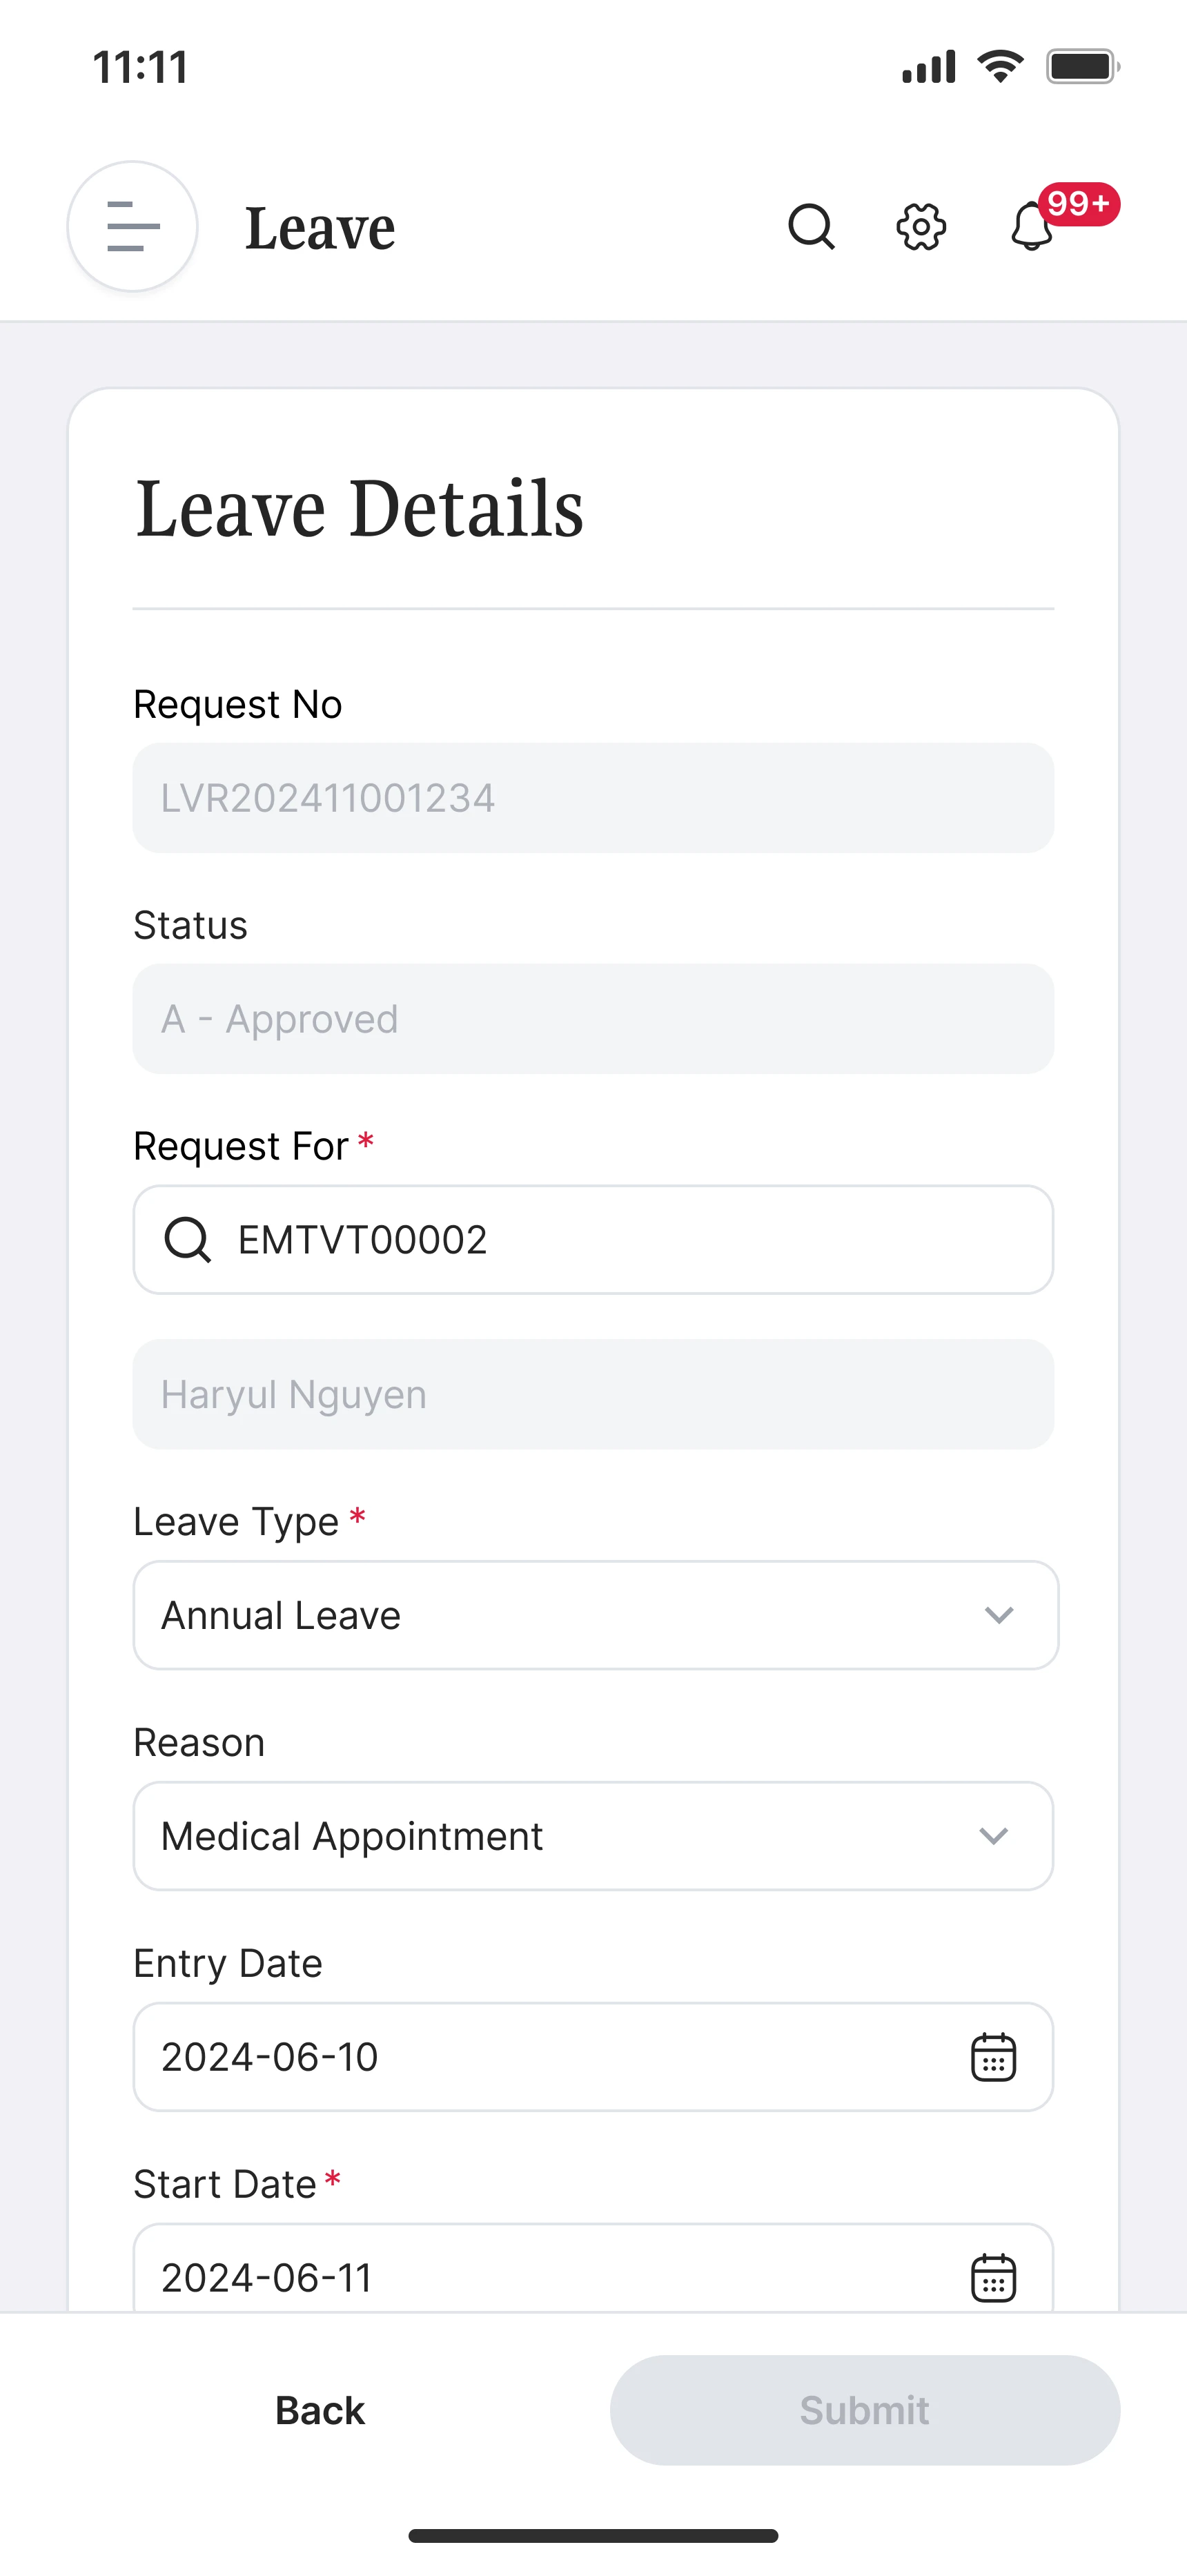 11:11
Leave
99+
Leave Details
Request No
LVR202411001234
Status
A - Approved
Request For *
EMTVT00002
Haryul Nguyen
Leave Type *
Annual Leave
Reason
Medical Appointment
Entry Date
2024-06-10
Start Date *
2024-06-11
Back
Submit